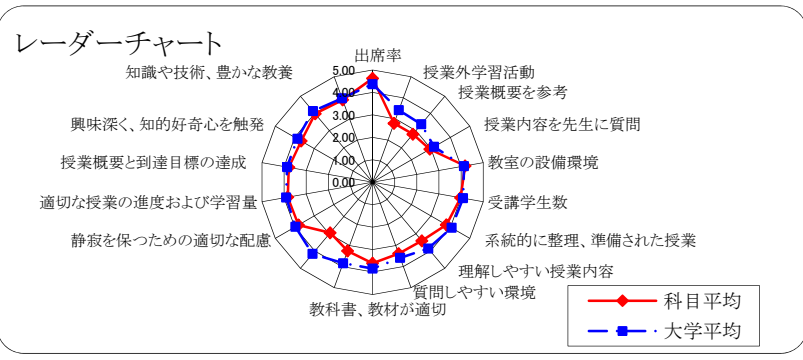 レーダーチャート
出席率
授業外学習活動
授業概要を参考
授業内容を先生に質問
教室の設備環境
受講学生数
系統的に整理、準備された授業
理解しやすい授業内容
質問しやすい環境
教科書、教材が適切
静寂を保つための適切な配慮
適切な授業の進度および学習量
授業概要と到達目標の達成
興味深く、知的好奇心を触発
知識や技術、豊かな教養
5.00
4.00
3.00
2.00
1.00
0.00
科目平均
大学平均